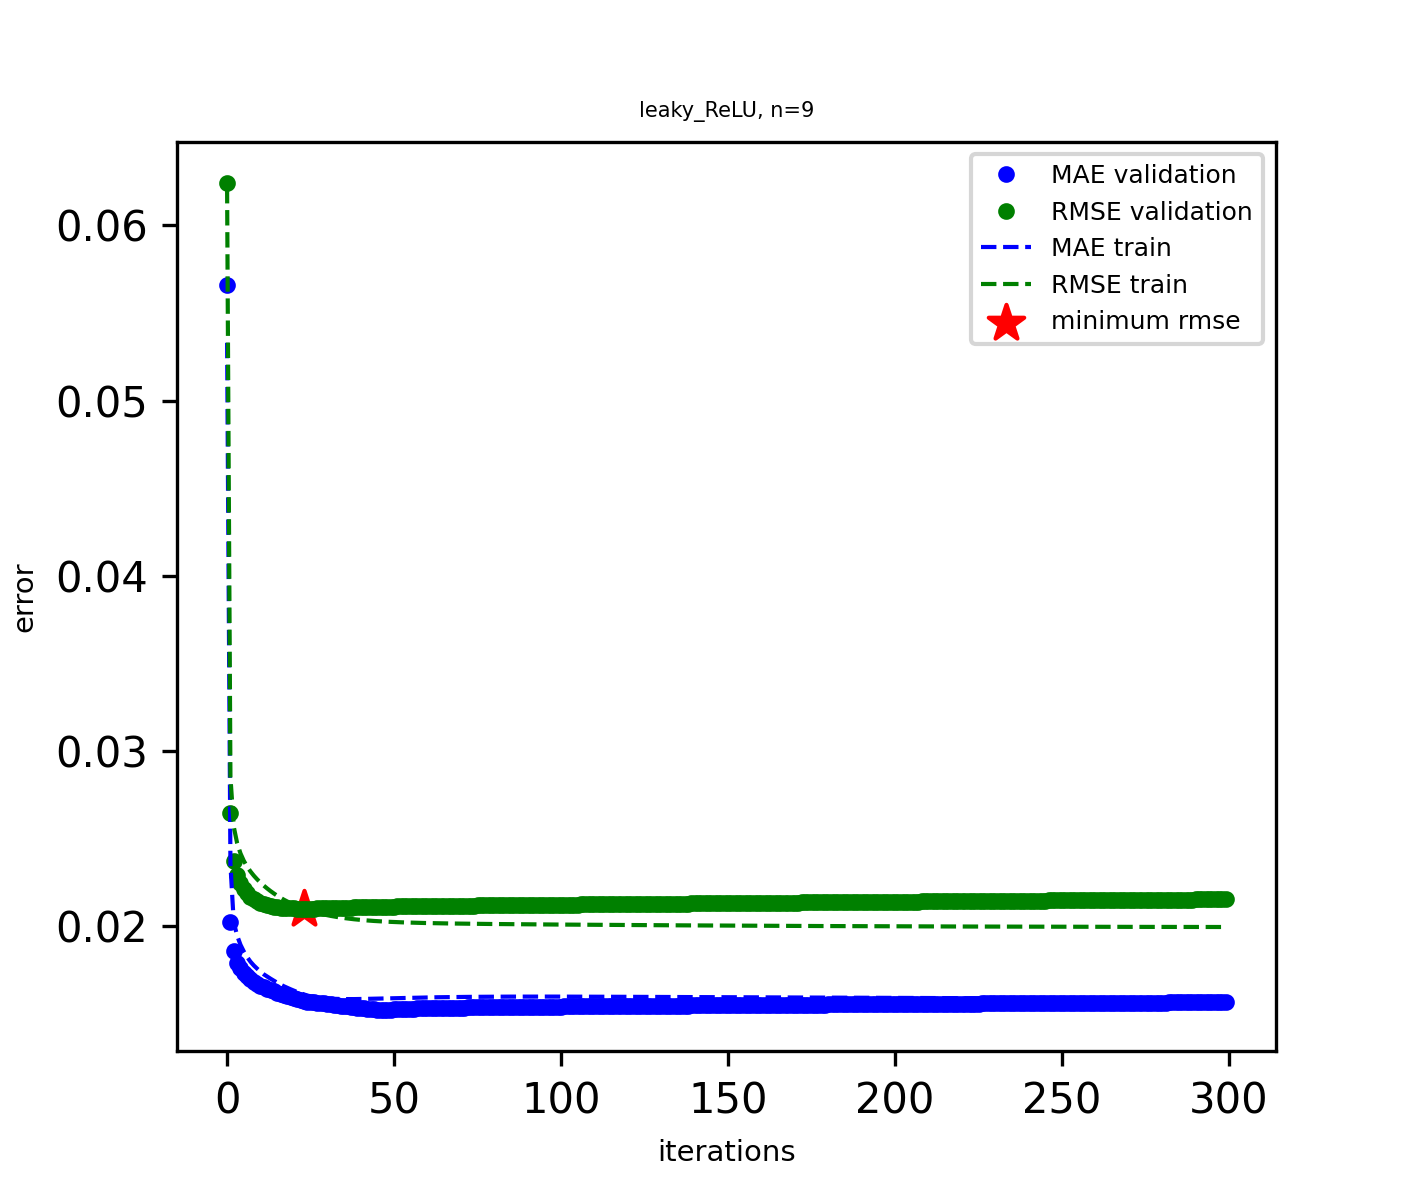 leaky_ReLU, n=9
MAE validation
RMSE validation
MAE train
RMSE train
minimum rmse
error
0.06
0.05
0.04
0.03
0.02
0 50 100 150 200 250 300
iterations